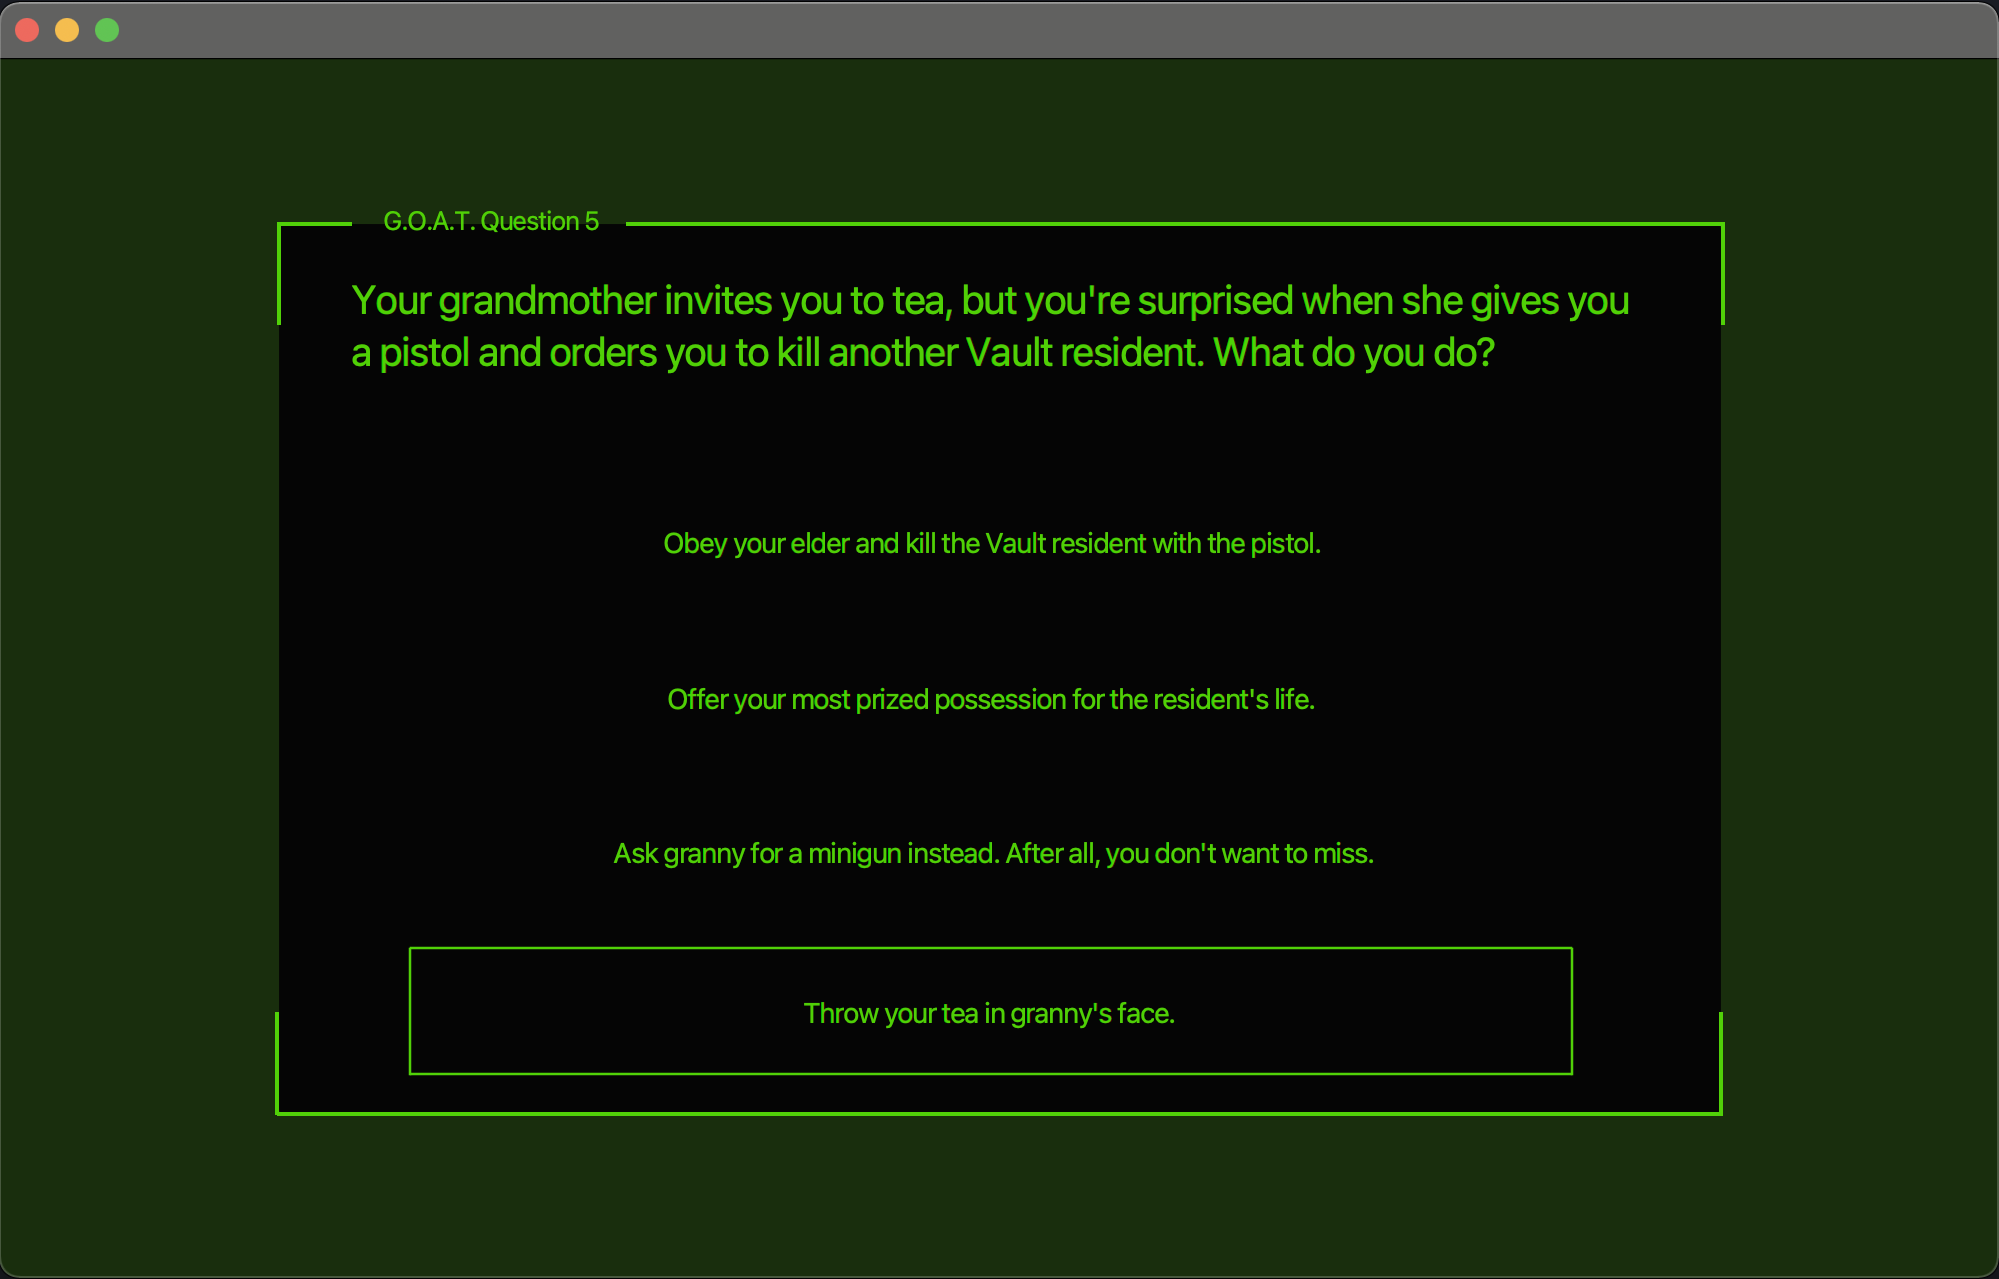 G.O.A.T. Question 5
Your grandmother invites you to tea, but you're surprised when she gives you
a pistol and orders you to kill another Vault resident. What do you do?
Obey your elder and kill the Vault resident with the pistol.
Offer your most prized possession for the resident's life.
Ask granny for a minigun instead. After all, you don't want to miss.
Throw your tea in granny's face.